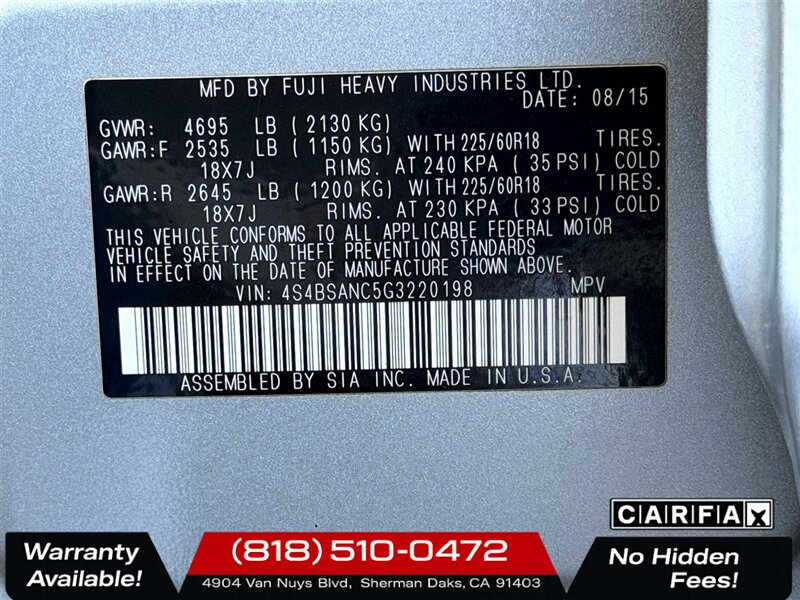 MFD BY FUJI HEAVY INDUSTRIES LTD.
DATE: 08/15
GVWR: 4695 LB ( 2130 KG)
GAWR:F 2535 LB ( 1150 KG) WITH 225/60R18 TIRES.
18X7J RIMS. AT 240 KPA ( 35 PSI) COLD
GAWR:R 2645 LB ( 1200 KG) WITH 225/60R18 TIRES.
18X7J RIMS. AT 230 KPA ( 33 PSI) COLD
THIS VEHICLE CONFORMS TO ALL APPLICABLE FEDERAL MOTOR
VEHICLE SAFETY AND THEFT PREVENTION STANDARDS
IN EFFECT ON THE DATE OF MANUFACTURE SHOWN ABOVE.
VIN: 4S4BSANC5G3220198 MPV
ASSEMBLED BY SIA INC. MADE IN U.S.A.
CARFAX
Warranty
Available!
(818) 510-0472
4904 Van Nuys Blvd, Sherman Daks, CA 91403
No Hidden
Fees!